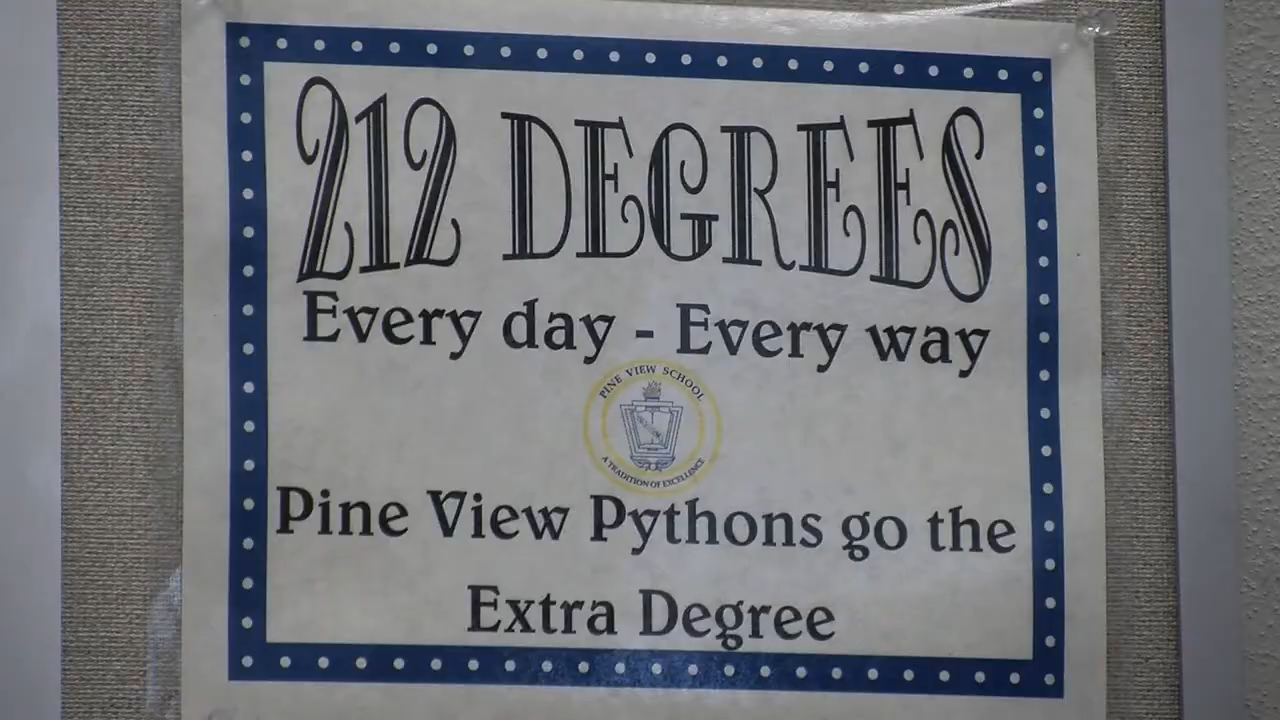 212 DEGREES
Every day - Every way
PINE VIEW SCHOOL
A TRADITION OF EXCELLENCE
Pine View Pythons go the
Extra Degree